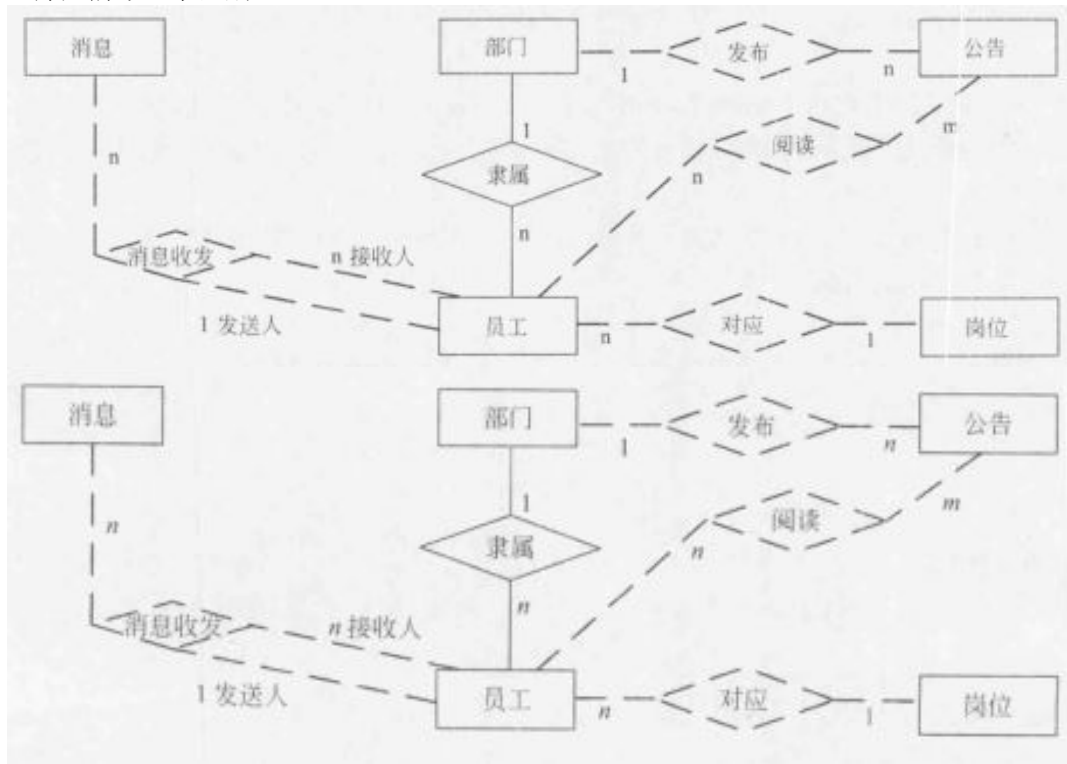 消息
部门
1
发布
n
公告
n
1
阅读
m
隶属
n
n
消息收发
n 接收人
1 发送人
员工
n
对应
1
岗位
消息
部门
1
发布
n
公告
n
1
阅读
m
隶属
n
n
消息收发
n 接收人
1 发送人
员工
n
对应
1
岗位